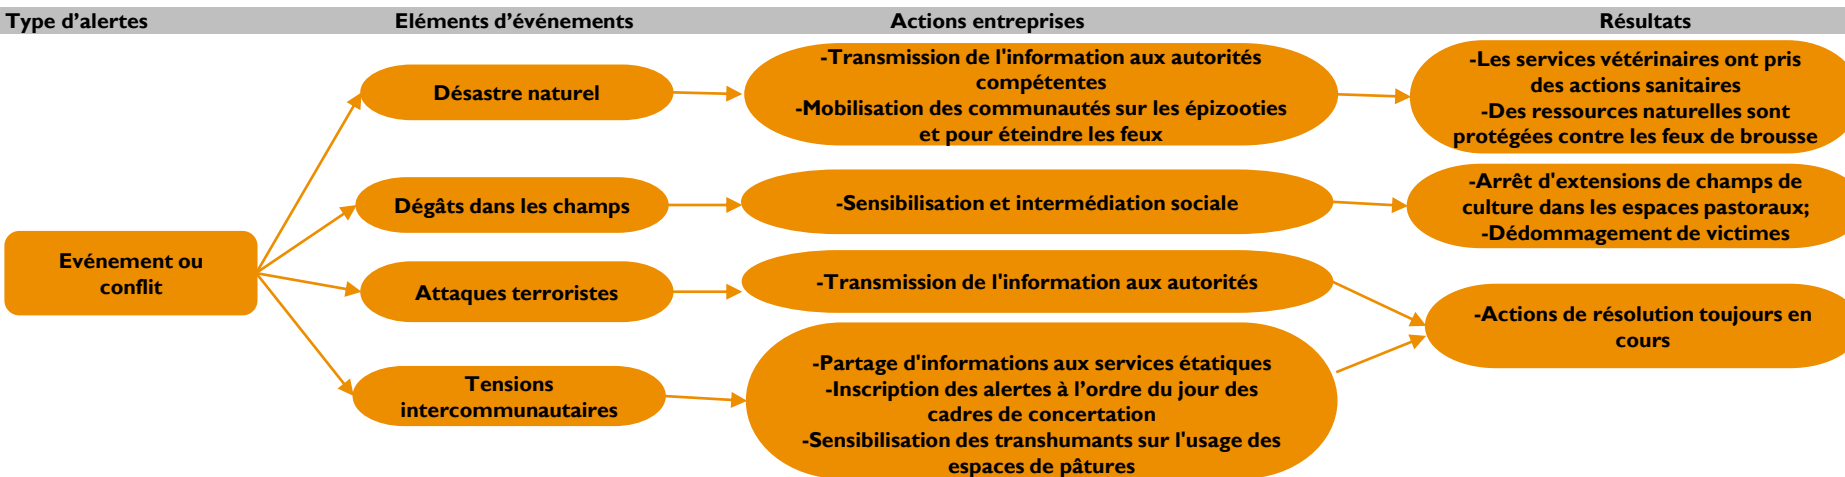 Type d’alertes
Eléments d’événements
Actions entreprises
Résultats
Evénement ou
conflit
Désastre naturel
-Transmission de l'information aux autorités
compétentes
-Mobilisation des communautés sur les épizooties
et pour éteindre les feux
-Les services vétérinaires ont pris
des actions sanitaires
-Des ressources naturelles sont
protégées contre les feux de brousse
Dégâts dans les champs
-Sensibilisation et intermédiation sociale
-Arrêt d'extensions de champs de
culture dans les espaces pastoraux;
-Dédommagement de victimes
Attaques terroristes
-Transmission de l'information aux autorités
-Actions de résolution toujours en
cours
Tensions
intercommunautaires
-Partage d'informations aux services étatiques
-Inscription des alertes à l’ordre du jour des
cadres de concertation
-Sensibilisation des transhumants sur l'usage des
espaces de pâtures